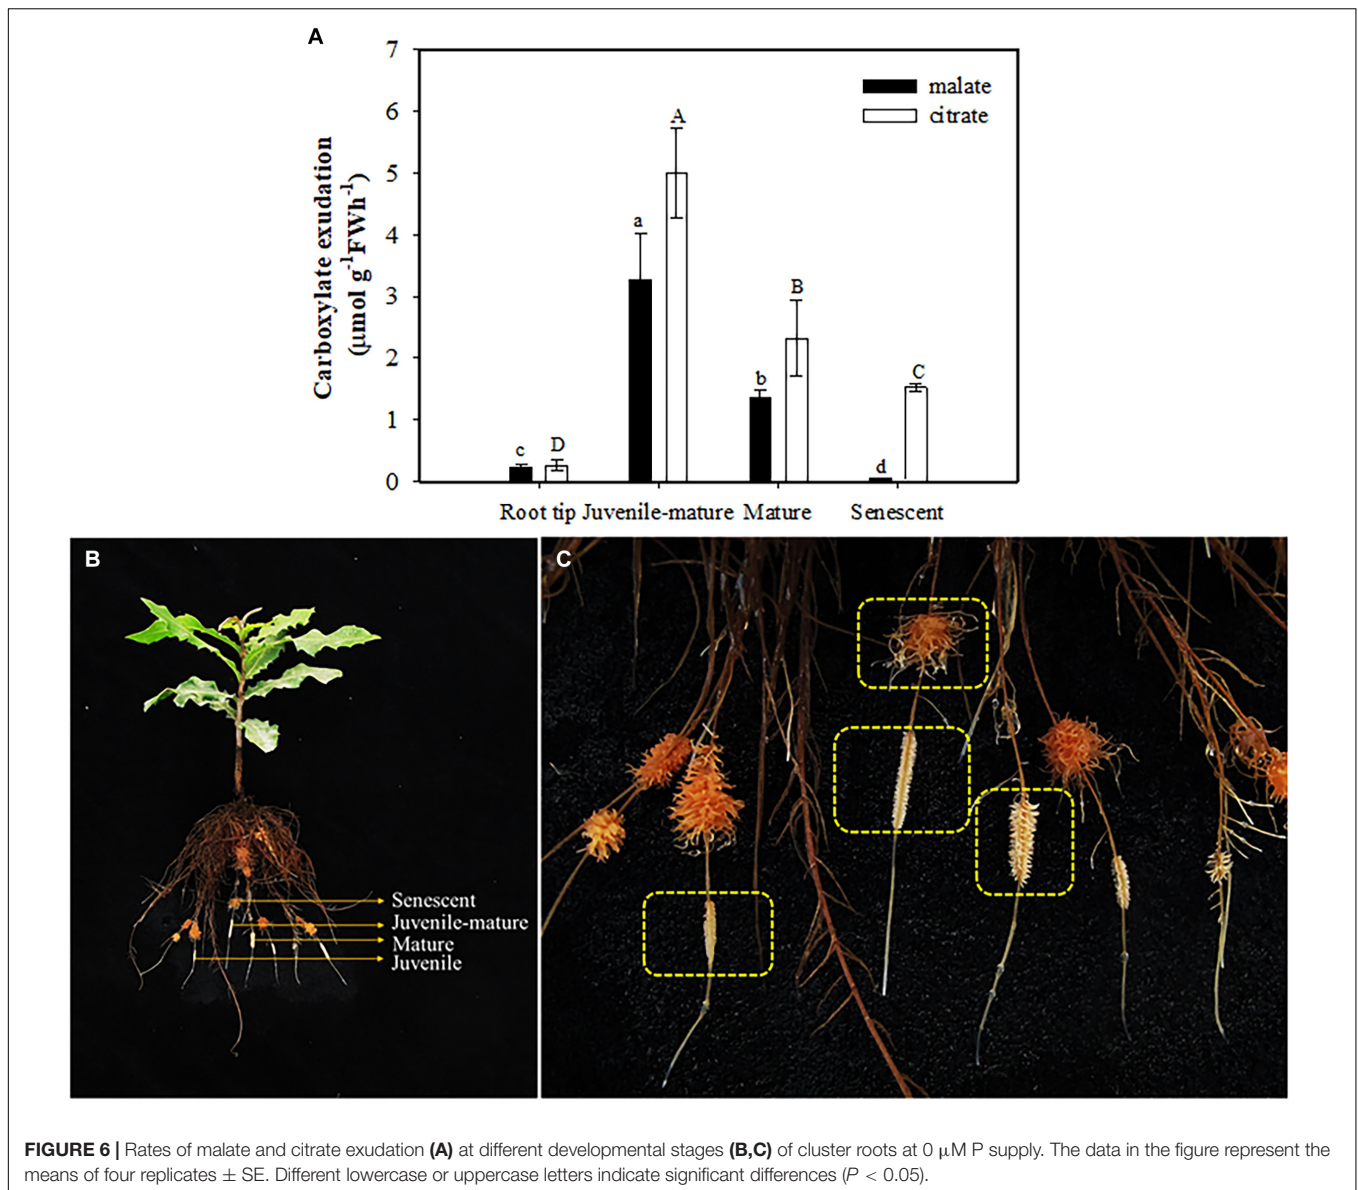 A
7
6
5
4
3
2
1
0
Carboxylate exudation
(μmol g⁻¹FWh⁻¹)
malate
citrate
c
D
a
A
b
B
d
C
Root tip Juvenile-mature Mature Senescent
B
Senescent
Juvenile-mature
Mature
Juvenile
C
FIGURE 6 | Rates of malate and citrate exudation (A) at different developmental stages (B,C) of cluster roots at 0 μM P supply. The data in the figure represent the
means of four replicates ± SE. Different lowercase or uppercase letters indicate significant differences (P < 0.05).